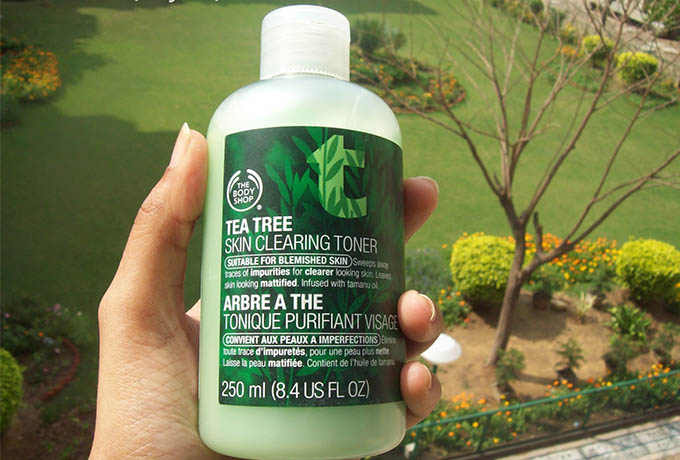 THE
BODY
SHOP
®
t
TEA TREE
SKIN CLEARING TONER
SUITABLE FOR BLEMISHED SKIN Sweeps away
traces of impurities for clearer looking skin. Leaves
skin looking mattified. Infused with tamanu oil.
ARBRE A THE
TONIQUE PURIFIANT VISAGE
CONVIENT AUX PEAUX A IMPERFECTIONS Élimine
toute trace d'impuretés, pour une peau plus nette
Laisse la peau matifiée. Contient de l'huile de tamanu
250 ml (8.4 US FL OZ)